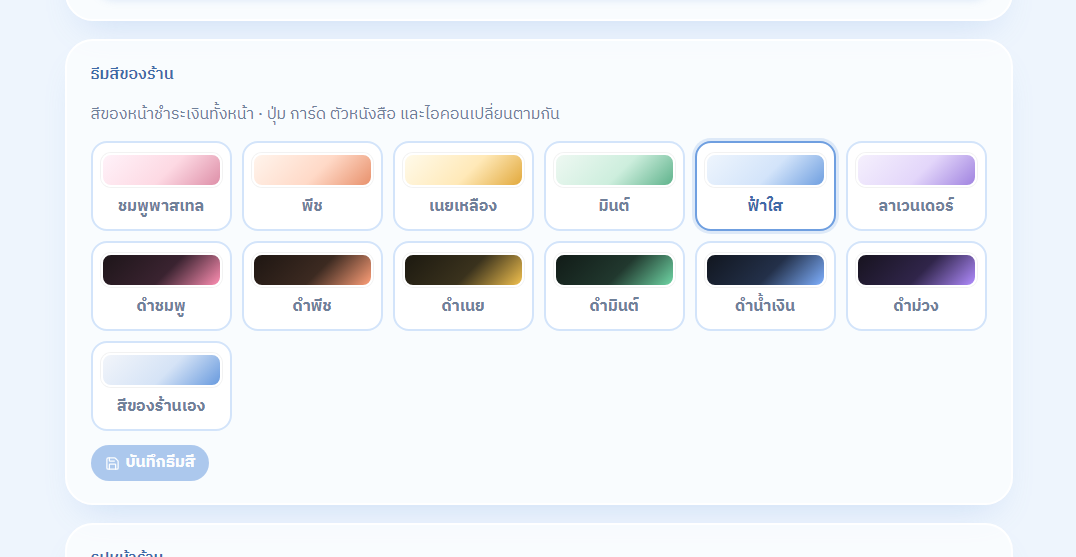 ธีมสีของร้าน
สีของหน้าชำระเงินทั้งหน้า · ปุ่ม การ์ด ตัวหนังสือ และไอคอนเปลี่ยนตามกัน
ชมพูพาสเทล พีช เนยเหลือง มินต์ ฟ้าใส ลาเวนเดอร์
ดำชมพู ดำพีช ดำเนย ดำมินต์ ดำน้ำเงิน ดำม่วง
สีของร้านเอง
บันทึกธีมสี